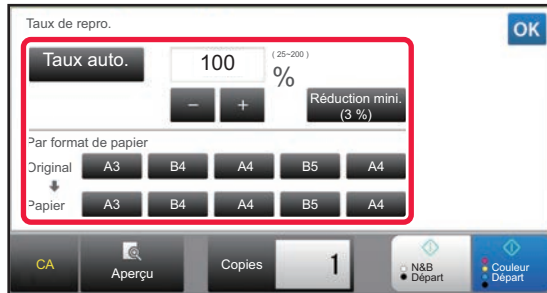 Taux de repro.
OK
Taux auto.
100
(25~200)
%
Réduction mini.
(3 %)
Par format de papier
Original A3 B4 A4 B5 A4
Papier A3 B4 A4 B5 A4
CA
Aperçu
Copies
1
N&B
Départ
Couleur
Départ